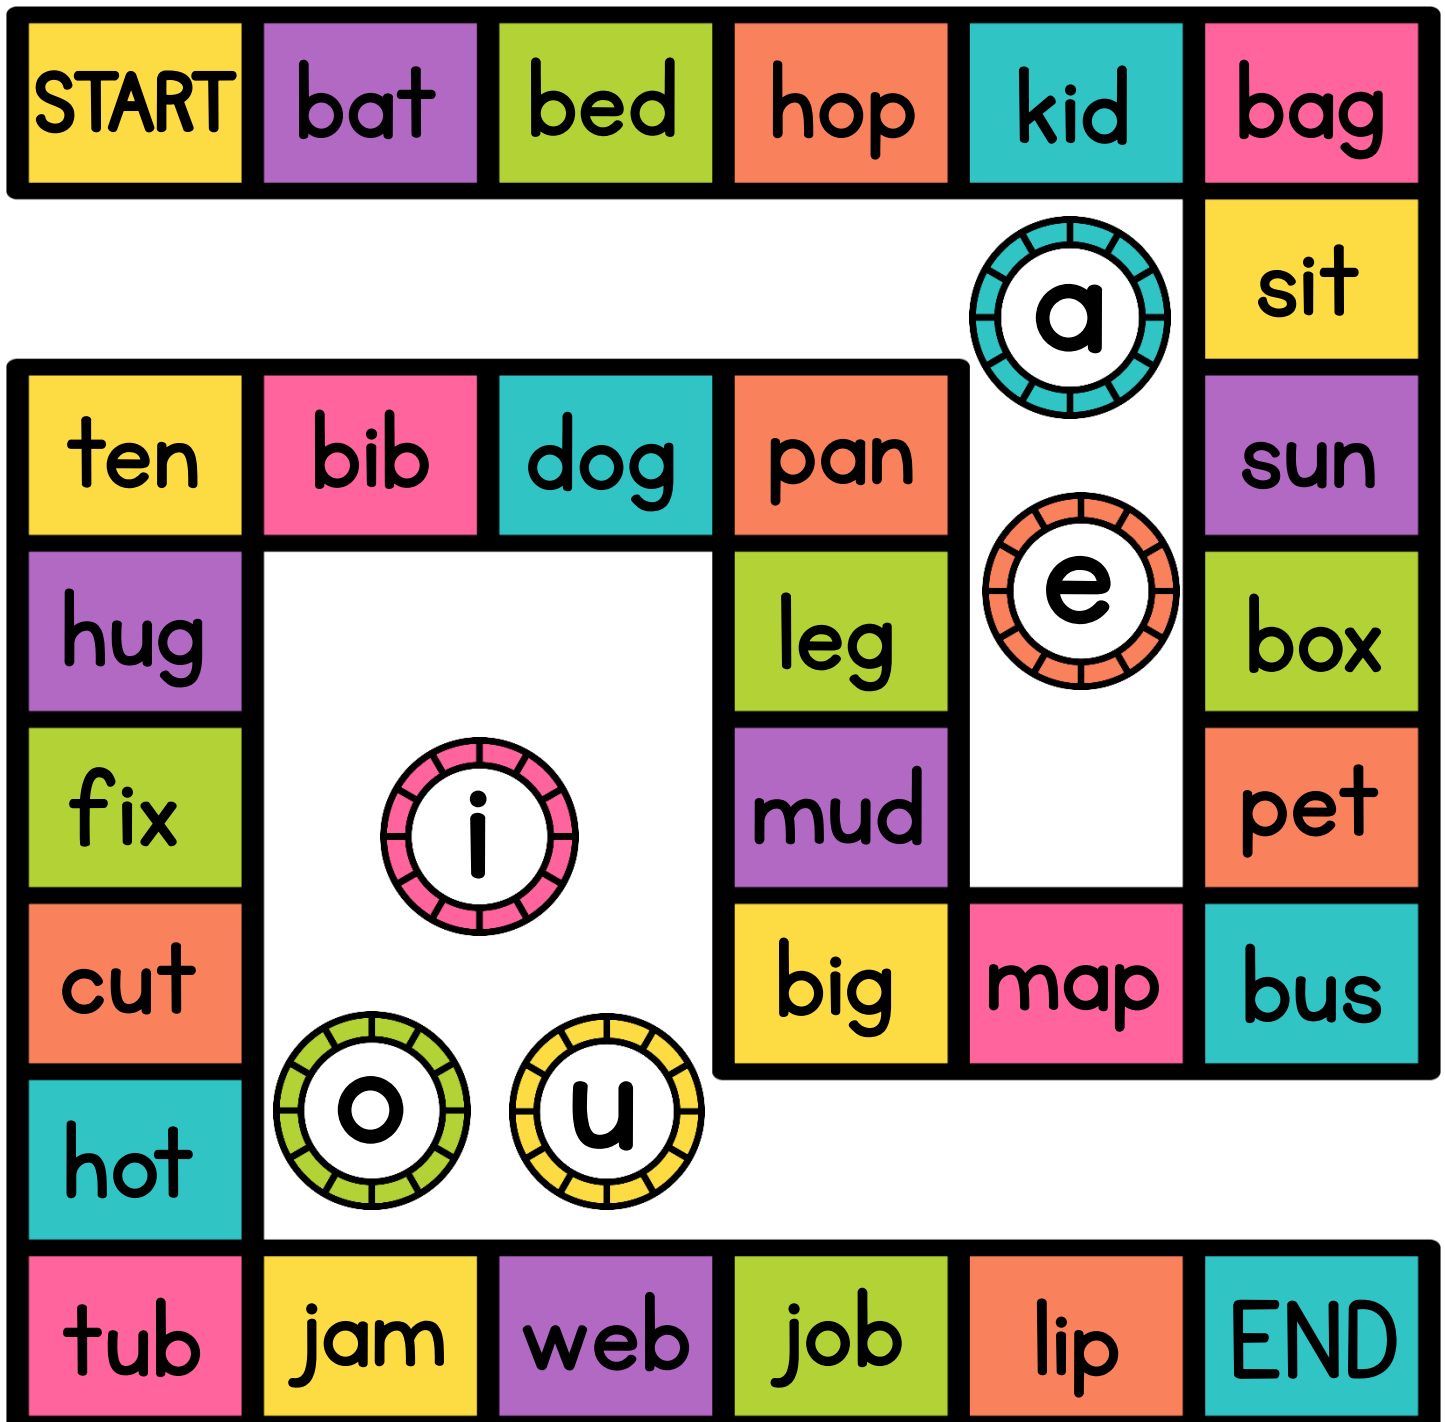 START bat bed hop kid bag
a sit
ten bib dog pan sun
hug leg e box
fix i mud pet
cut big map bus
hot o u
tub jam web job lip END